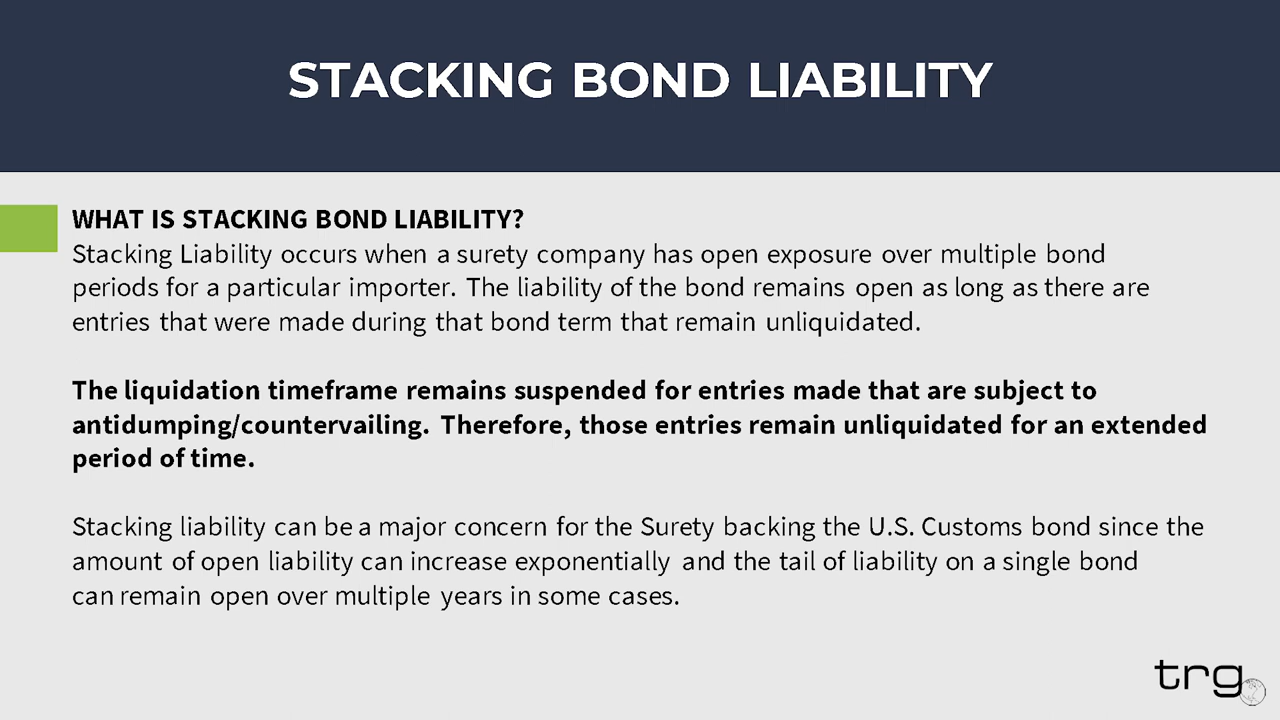 STACKING BOND LIABILITY
WHAT IS STACKING BOND LIABILITY?
Stacking Liability occurs when a surety company has open exposure over multiple bond
periods for a particular importer. The liability of the bond remains open as long as there are
entries that were made during that bond term that remain unliquidated.
The liquidation timeframe remains suspended for entries made that are subject to
antidumping/countervailing. Therefore, those entries remain unliquidated for an extended
period of time.
Stacking liability can be a major concern for the Surety backing the U.S. Customs bond since the
amount of open liability can increase exponentially and the tail of liability on a single bond
can remain open over multiple years in some cases.
trg